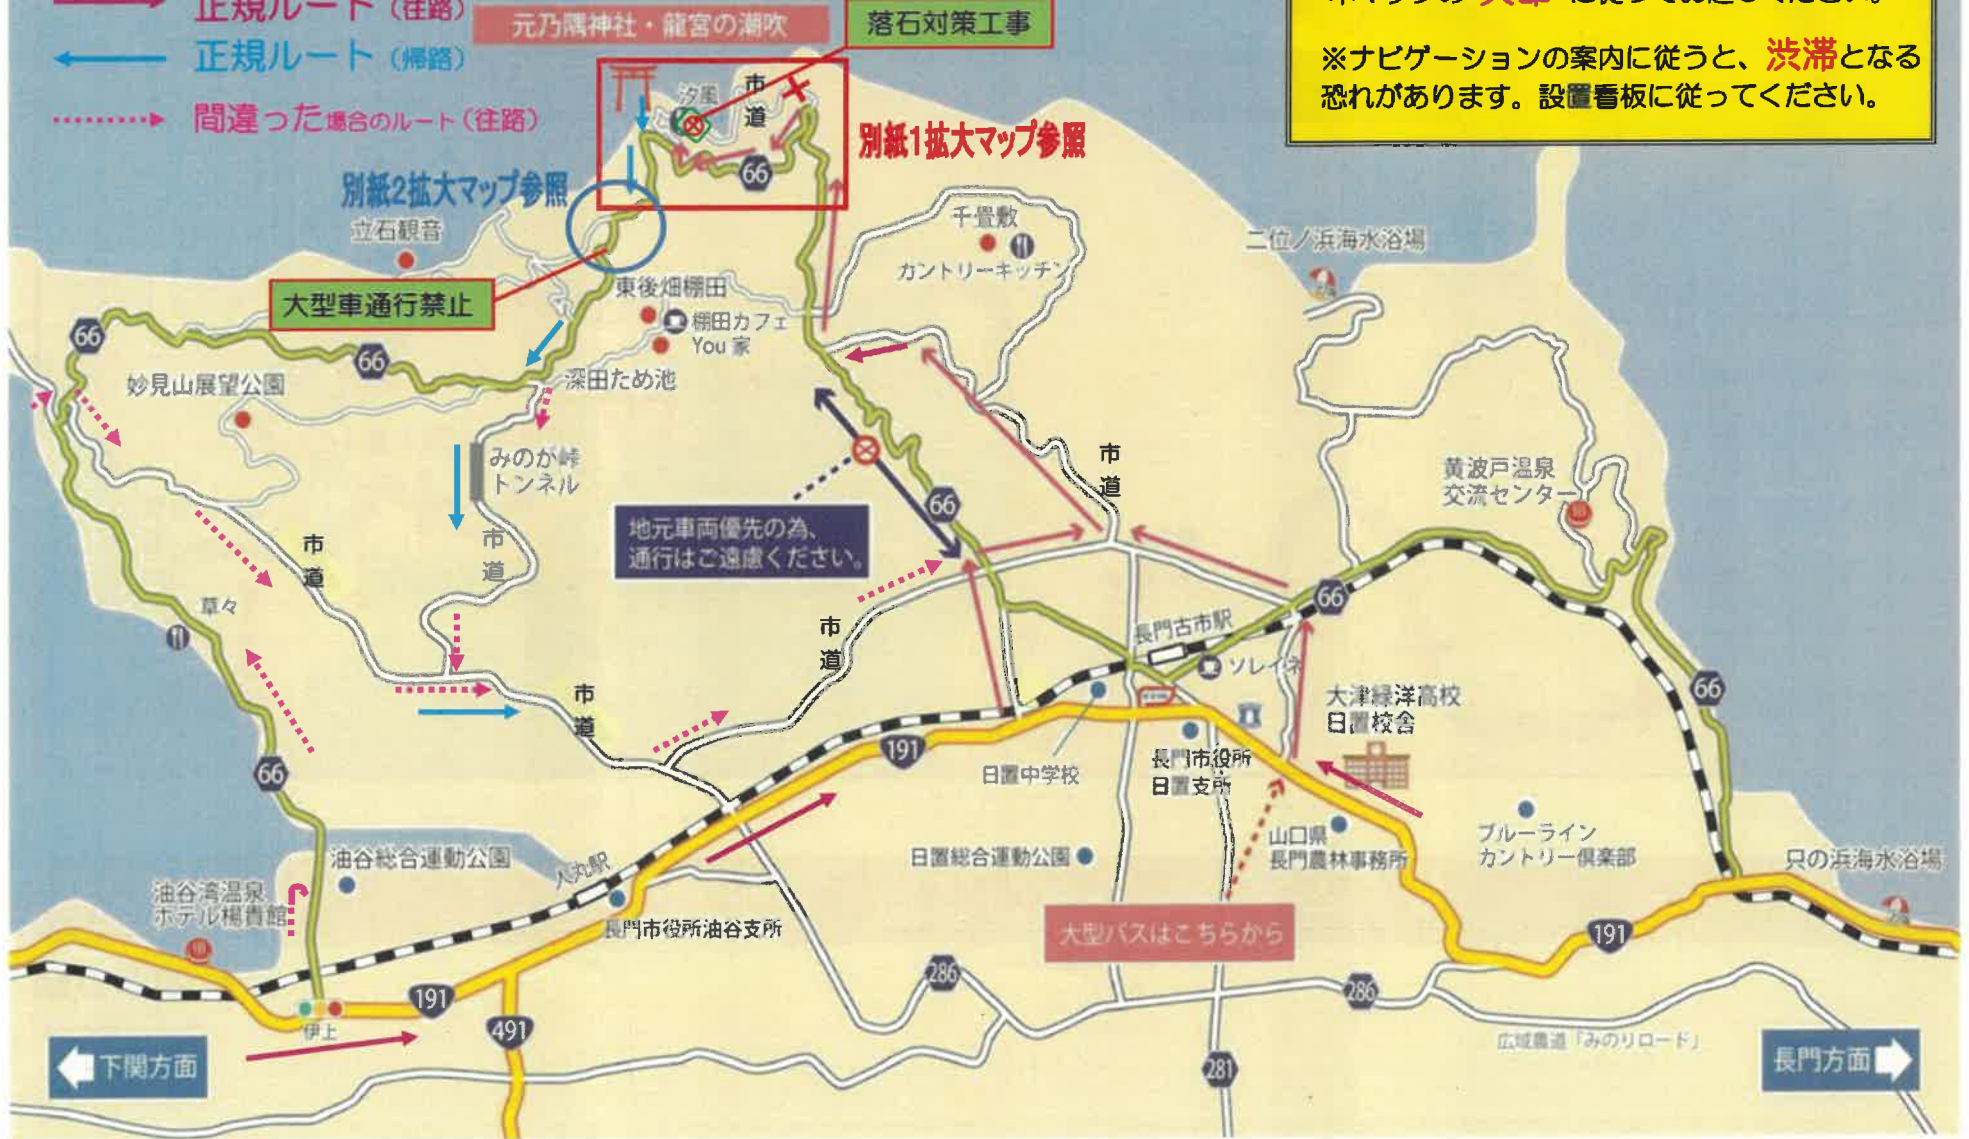 正規ルート（往路）
正規ルート（帰路）
間違った場合のルート（往路）
元乃隅神社・龍宮の潮吹
落石対策工事
※ナビゲーションの案内に従うと、渋滞となる
恐れがあります。設置看板に従ってください。
汐風
市道
66
別紙1拡大マップ参照
別紙2拡大マップ参照
立石観音
千畳敷
カントリーキッチン
二位ノ浜海水浴場
大型車通行禁止
東後畑棚田
棚田カフェ
You 家
66
66
深田ため池
妙見山展望公園
みのが峠
トンネル
市道
黄波戸温泉
交流センター
66
地元車両優先の為、
通行はご遠慮ください。
市道
市道
草々
66
市道
長門古市駅
ソレイネ
市道
大津緑洋高校
日置校舎
66
191
66
日置中学校
長門市役所
日置支所
山口県
長門農林事務所
ブルーライン
カントリー倶楽部
只の浜海水浴場
油谷総合運動公園
人丸駅
日置総合運動公園
油谷湾温泉
ホテル楊貴館
長門市役所油谷支所
大型バスはこちらから
191
286
286
191
伊上
491
広域農道「みのりロード」
281
下関方面
長門方面